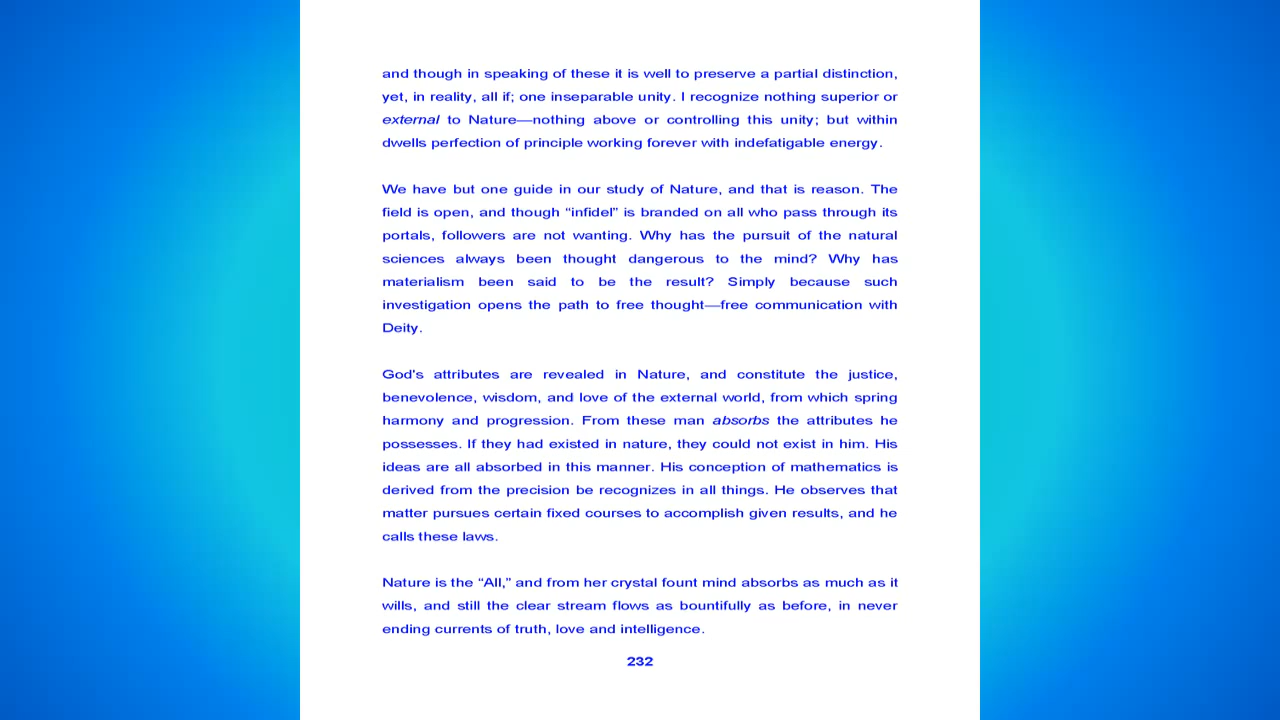 and though in speaking of these it is well to preserve a partial distinction,
yet, in reality, all if; one inseparable unity. I recognize nothing superior or
external to Nature—nothing above or controlling this unity; but within
dwells perfection of principle working forever with indefatigable energy.
We have but one guide in our study of Nature, and that is reason. The
field is open, and though “infidel” is branded on all who pass through its
portals, followers are not wanting. Why has the pursuit of the natural
sciences always been thought dangerous to the mind? Why has
materialism been said to be the result? Simply because such
investigation opens the path to free thought—free communication with
Deity.
God's attributes are revealed in Nature, and constitute the justice,
benevolence, wisdom, and love of the external world, from which spring
harmony and progression. From these man absorbs the attributes he
possesses. If they had existed in nature, they could not exist in him. His
ideas are all absorbed in this manner. His conception of mathematics is
derived from the precision be recognizes in all things. He observes that
matter pursues certain fixed courses to accomplish given results, and he
calls these laws.
Nature is the “All,” and from her crystal fount mind absorbs as much as it
wills, and still the clear stream flows as bountifully as before, in never
ending currents of truth, love and intelligence.
232